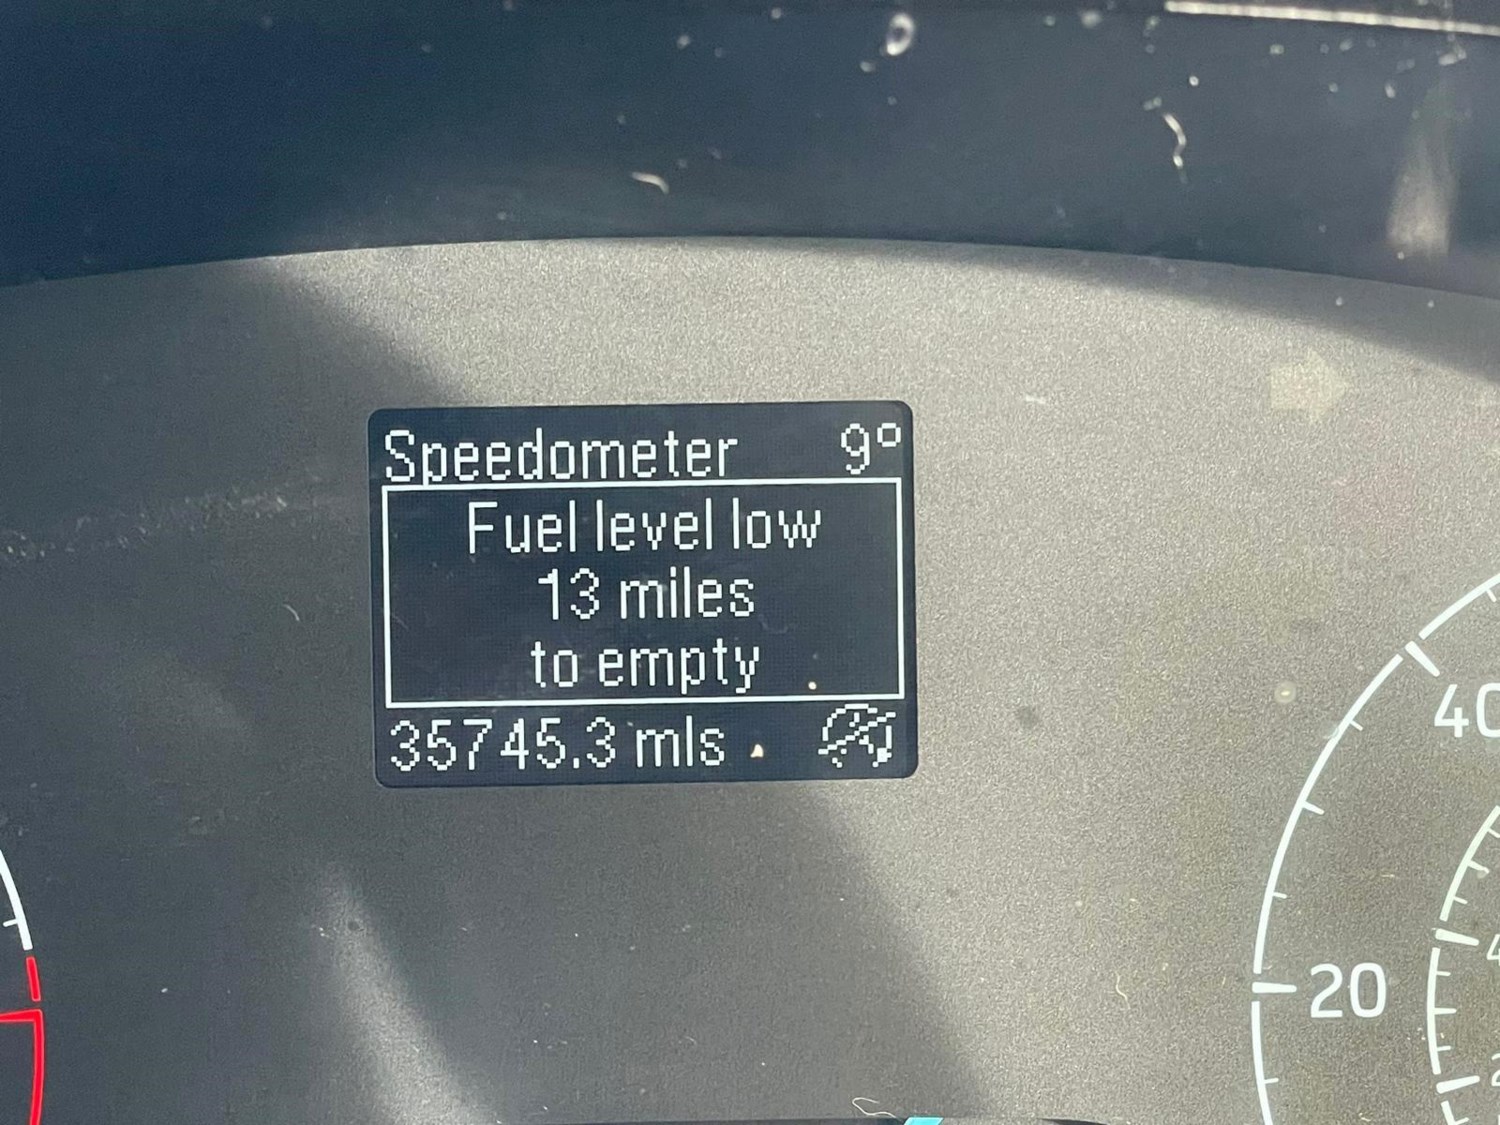 Speedometer 9°
Fuel level low
13 miles
to empty
35745.3 mls
40
20